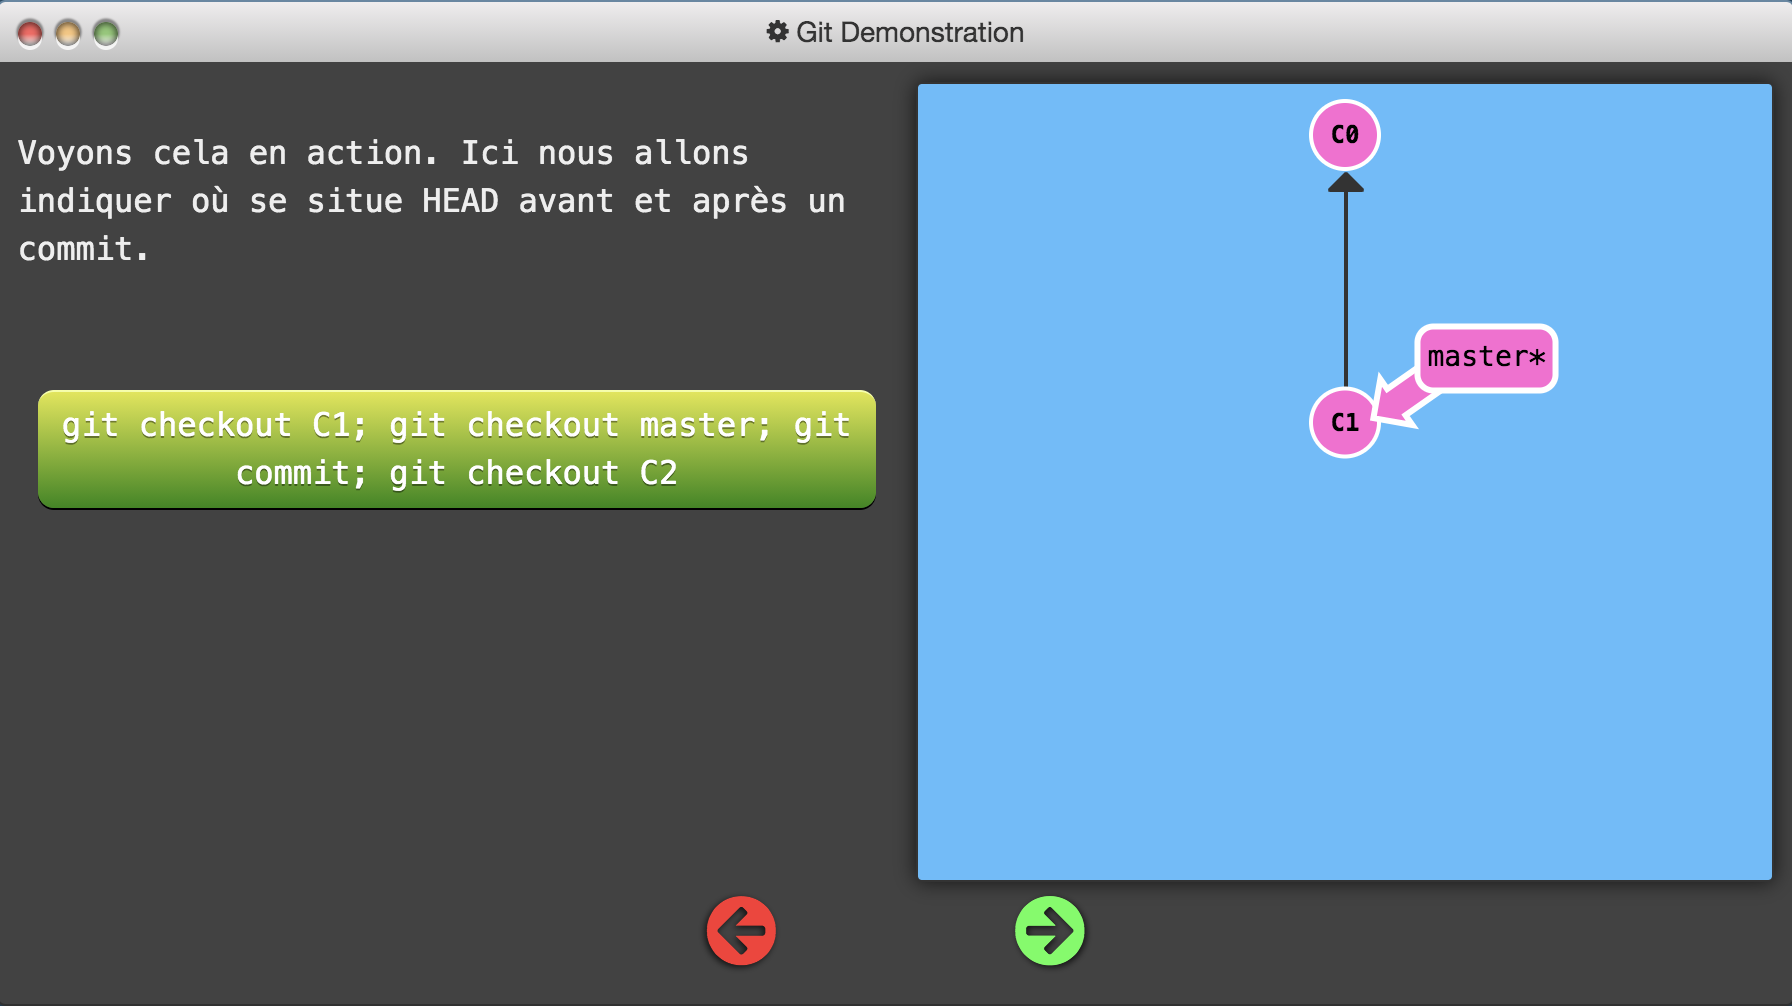 Git Demonstration
Voyons cela en action. Ici nous allons
indiquer où se situe HEAD avant et après un
commit.
git checkout C1; git checkout master; git
commit; git checkout C2
C0
master*
C1